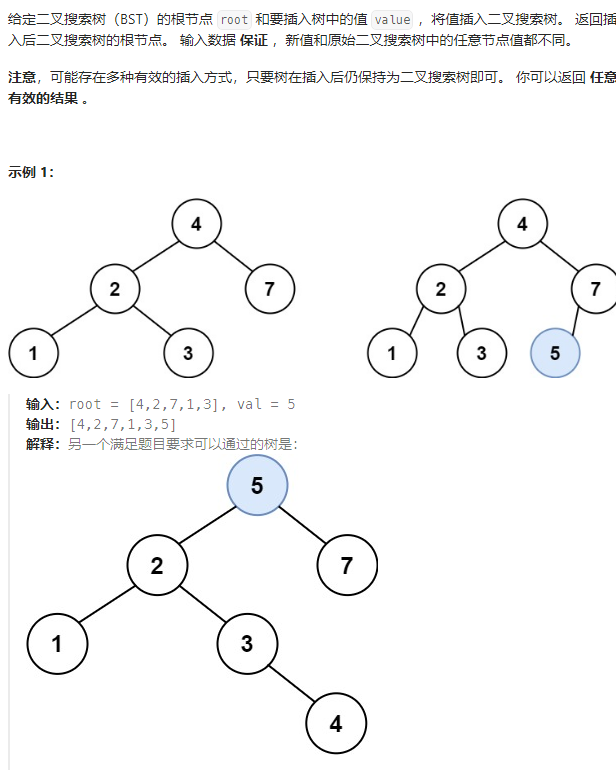 给定二叉搜索树（BST）的根节点 root 和要插入树中的值 value ，将值插入二叉搜索树。 返回插
入后二叉搜索树的根节点。 输入数据 保证 ，新值和原始二叉搜索树中的任意节点值都不同。
注意，可能存在多种有效的插入方式，只要树在插入后仍保持为二叉搜索树即可。 你可以返回 任意
有效的结果 。
示例 1：
4 4
2 7 2 7
1 3 1 3 5
输入：root = [4,2,7,1,3], val = 5
输出：[4,2,7,1,3,5]
解释：另一个满足题目要求可以通过的树是：
5
2 7
1 3
4